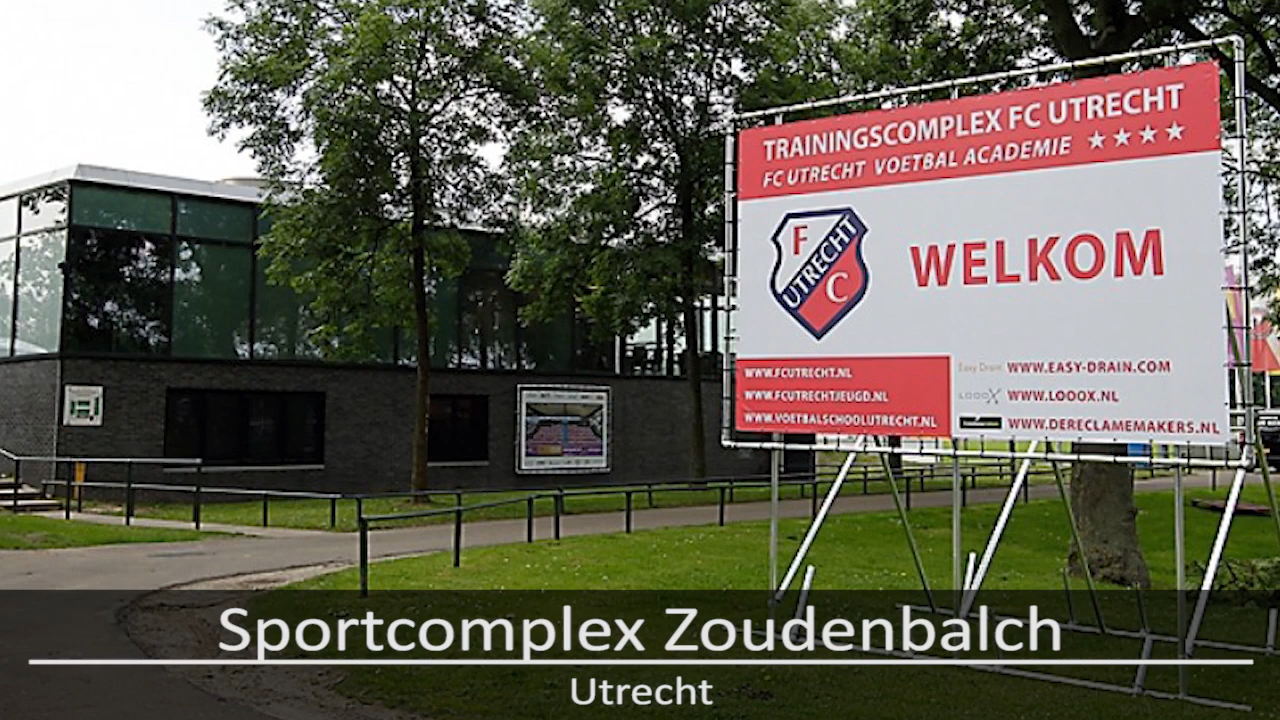 TRAININGSCOMPLEX FC UTRECHT
FC UTRECHT VOETBAL ACADEMIE
F
UTRECHT
C
WELKOM
WWW.FCUTRECHT.NL
WWW.FCUTRECHTJEUGD.NL
WWW.VOETBALSCHOOLUTRECHT.NL
Easy Drain. WWW.EASY-DRAIN.COM
LOOOX WWW.LOOOX.NL
WWW.DERECLAMEMAKERS.NL
Sportcomplex Zoudenbalch
Utrecht